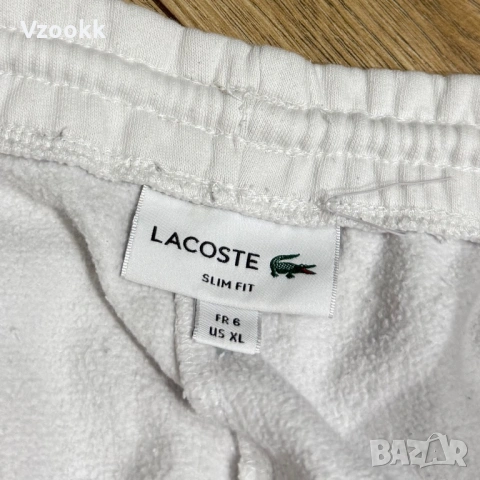 Vzookk
LACOSTE
SLIM FIT
FR 6
US XL
BAZAR